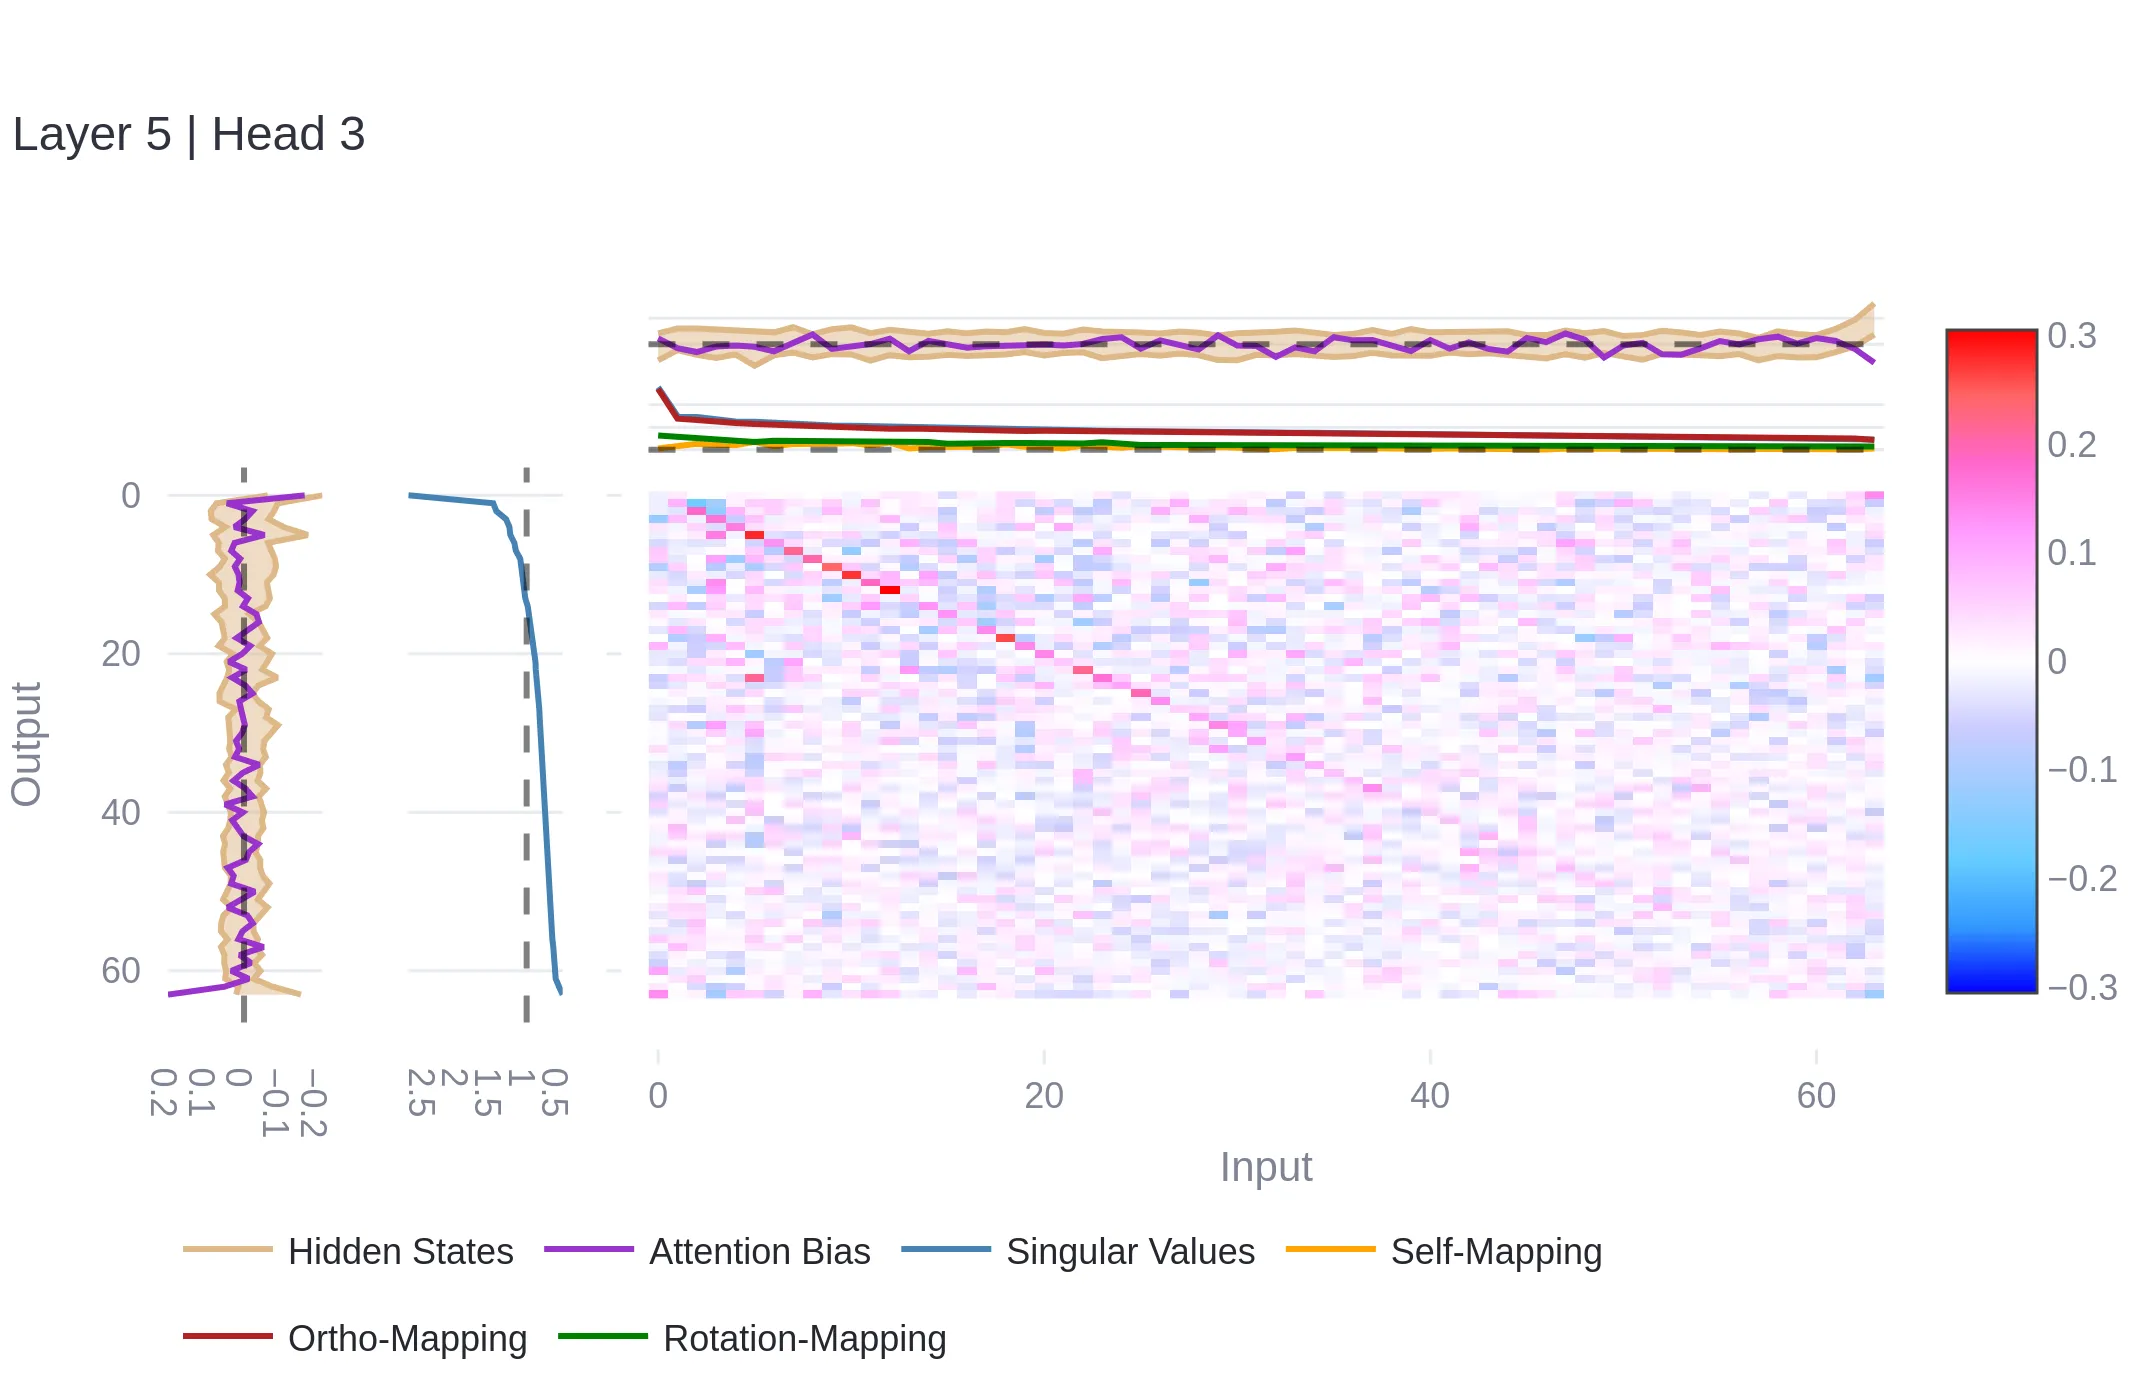 Layer 5 | Head 3
0.3
0.2
0.1
0
−0.1
−0.2
−0.3
0
20
40
60
Output
0.2
0.1
0
−0.1
−0.2
2.5
2
1.5
1
0.5
0
20
40
60
Input
Hidden States
Attention Bias
Singular Values
Self-Mapping
Ortho-Mapping
Rotation-Mapping